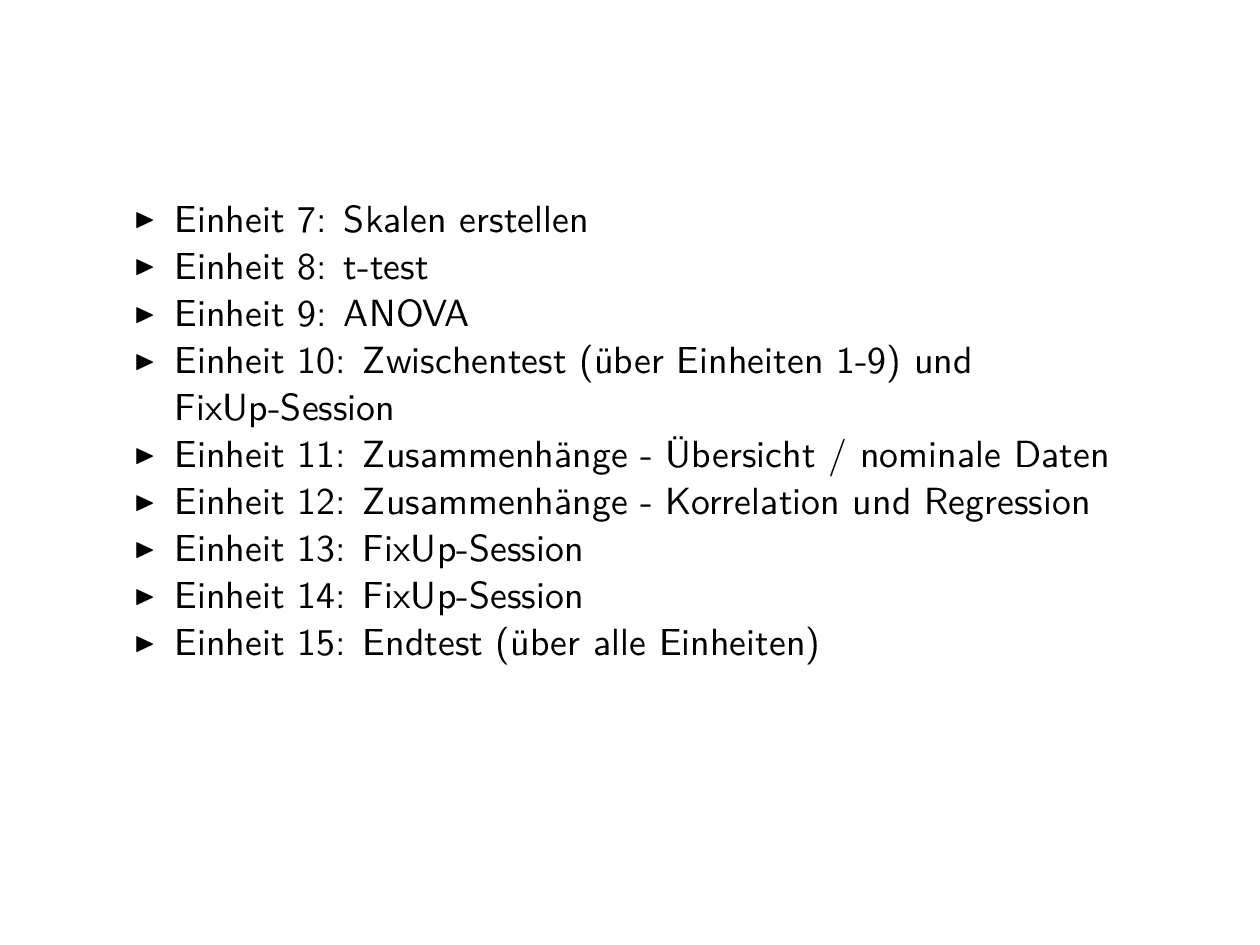 ▶ Einheit 7: Skalen erstellen
▶ Einheit 8: t-test
▶ Einheit 9: ANOVA
▶ Einheit 10: Zwischentest (über Einheiten 1-9) und
FixUp-Session
▶ Einheit 11: Zusammenhänge - Übersicht / nominale Daten
▶ Einheit 12: Zusammenhänge - Korrelation und Regression
▶ Einheit 13: FixUp-Session
▶ Einheit 14: FixUp-Session
▶ Einheit 15: Endtest (über alle Einheiten)